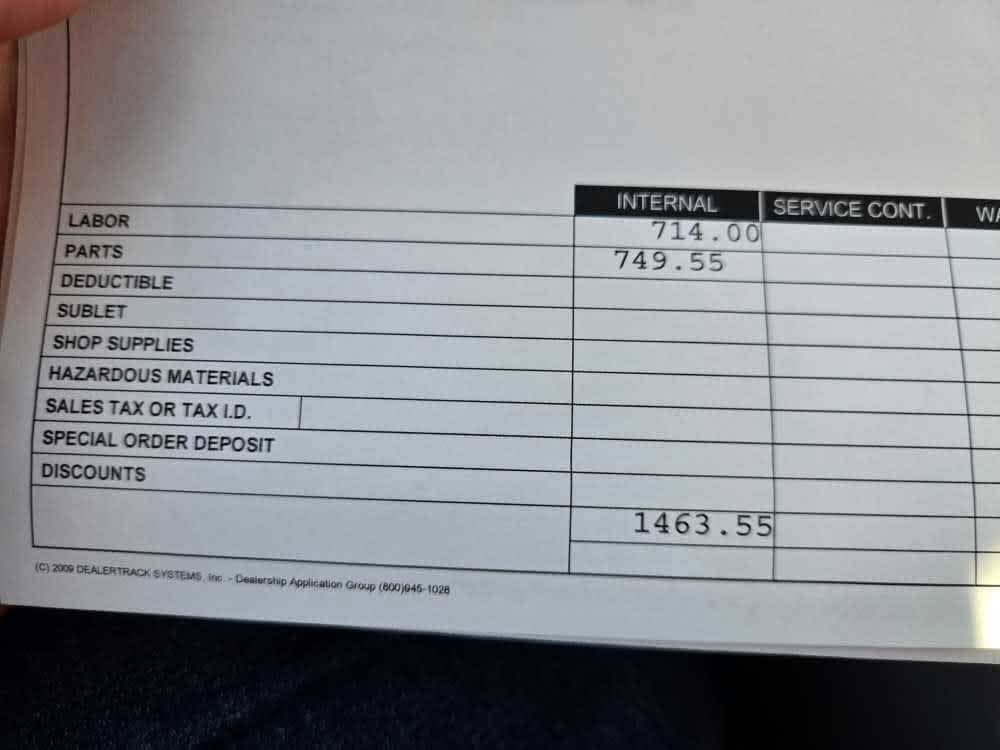 INTERNAL SERVICE CONT. WA
LABOR 714.00
PARTS 749.55
DEDUCTIBLE
SUBLET
SHOP SUPPLIES
HAZARDOUS MATERIALS
SALES TAX OR TAX I.D.
SPECIAL ORDER DEPOSIT
DISCOUNTS
1463.55
(C) 2009 DEALERTRACK SYSTEMS, Inc. - Dealership Application Group (800)945-1028